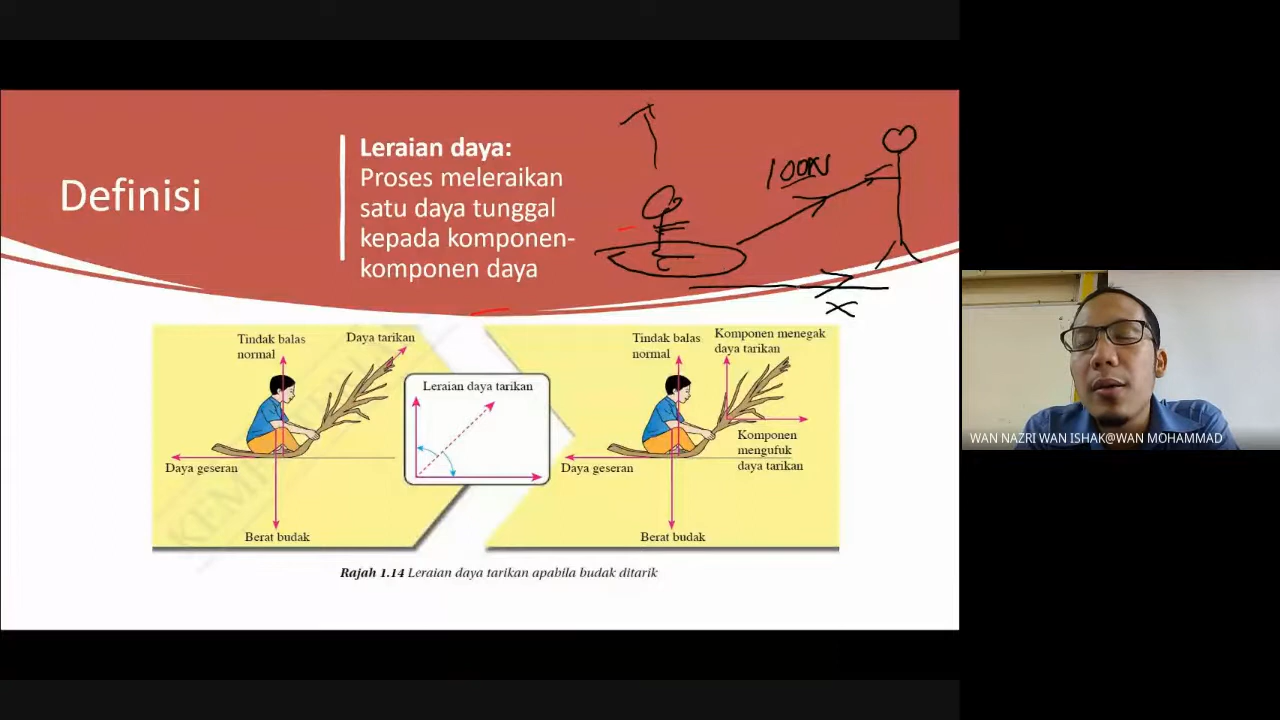 Definisi
Leraian daya:
Proses meleraikan
satu daya tunggal
kepada komponen-
komponen daya
100N
x
Tindak balas
normal
Daya tarikan
Daya geseran
Berat budak
Leraian daya tarikan
Tindak balas
normal
Komponen menegak
daya tarikan
Komponen
mengufuk
daya tarikan
Daya geseran
Berat budak
Rajah 1.14 Leraian daya tarikan apabila budak ditarik
WAN NAZRI WAN ISHAK@WAN MOHAMMAD